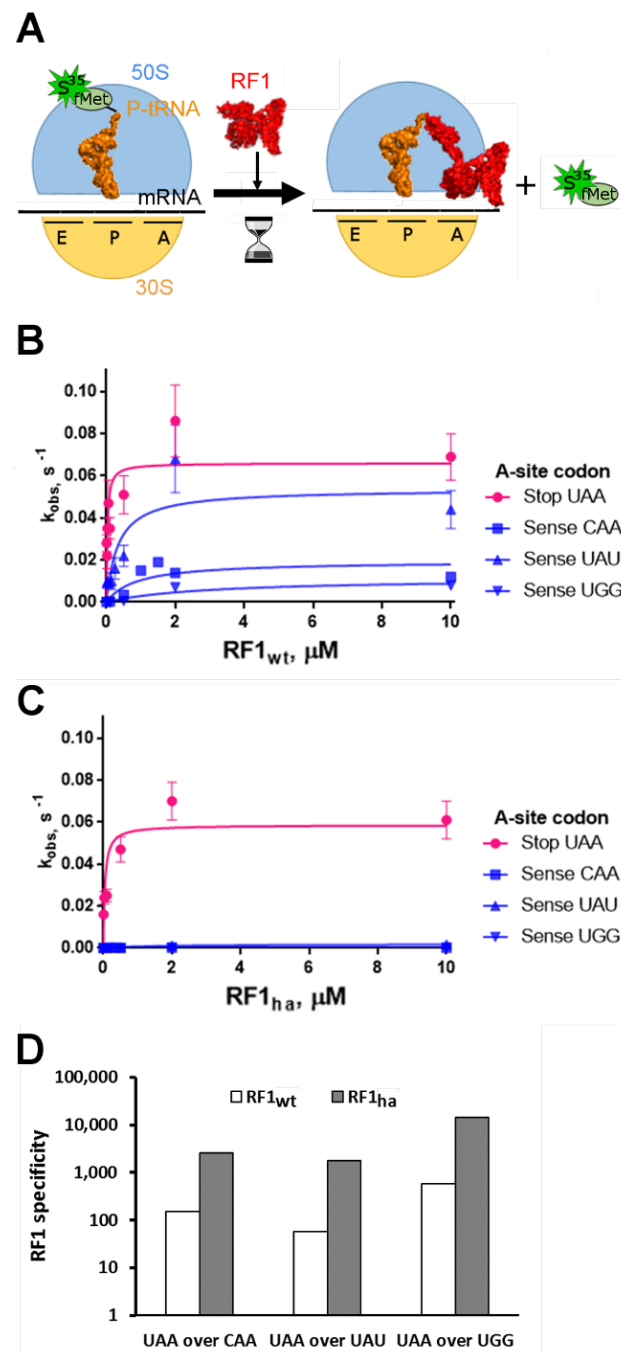 A
S35
fMet
50S
P-tRNA
RF1
mRNA
E P A
30S
+
S35
fMet
B
kobs, s-1
0.10
0.08
0.06
0.04
0.02
0.00
0 2 4 6 8 10
RF1wt, μM
A-site codon
Stop UAA
Sense CAA
Sense UAU
Sense UGG
C
kobs, s-1
0.10
0.08
0.06
0.04
0.02
0.00
0 2 4 6 8 10
RF1ha, μM
A-site codon
Stop UAA
Sense CAA
Sense UAU
Sense UGG
D
RF1 specificity
100,000
10,000
1,000
100
10
1
RF1wt RF1ha
UAA over CAA UAA over UAU UAA over UGG
E P A